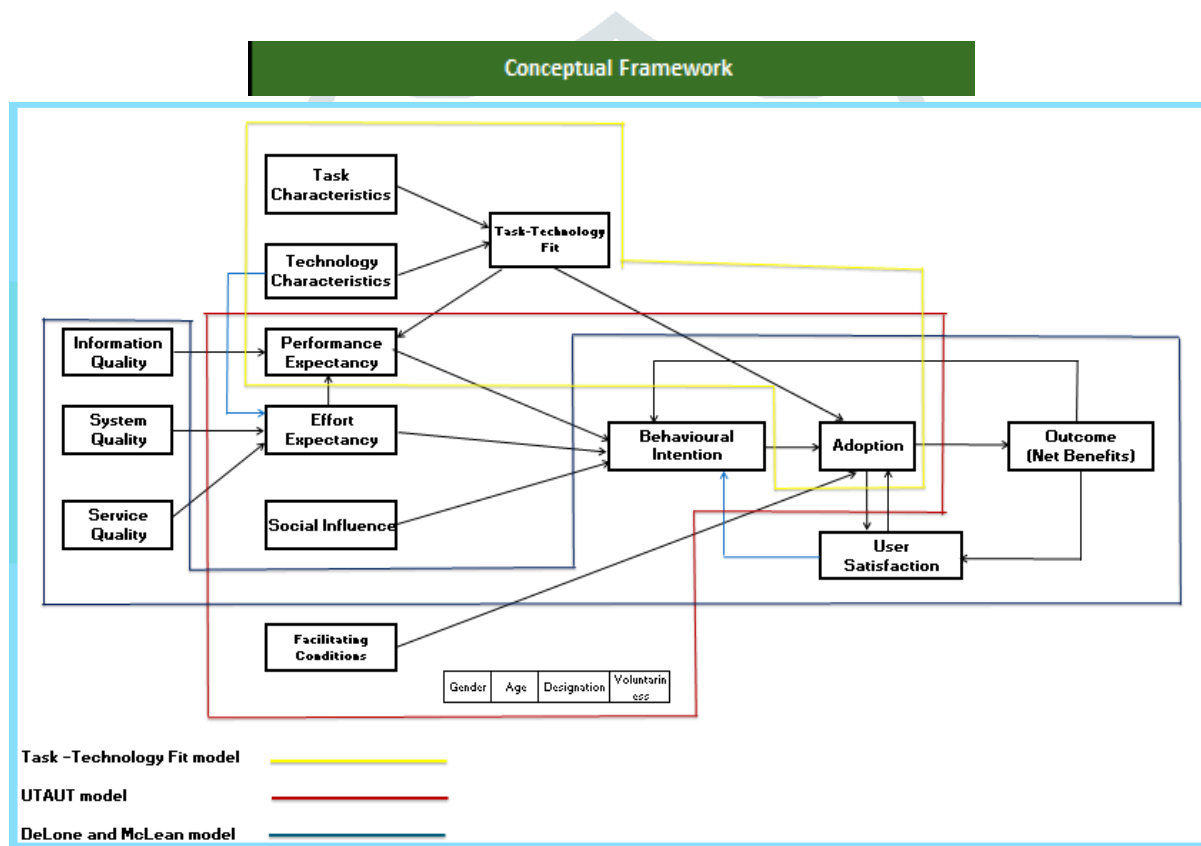 Conceptual Framework
Task
Characteristics
Task-Technology
Fit
Technology
Characteristics
Information
Quality
Performance
Expectancy
System
Quality
Effort
Expectancy
Behavioural
Intention
Adoption
Outcome
(Net Benefits)
Service
Quality
Social Influence
User
Satisfaction
Facilitating
Conditions
Gender
Age
Designation
Voluntarin
ess
Task –Technology Fit model
UTAUT model
DeLone and McLean model